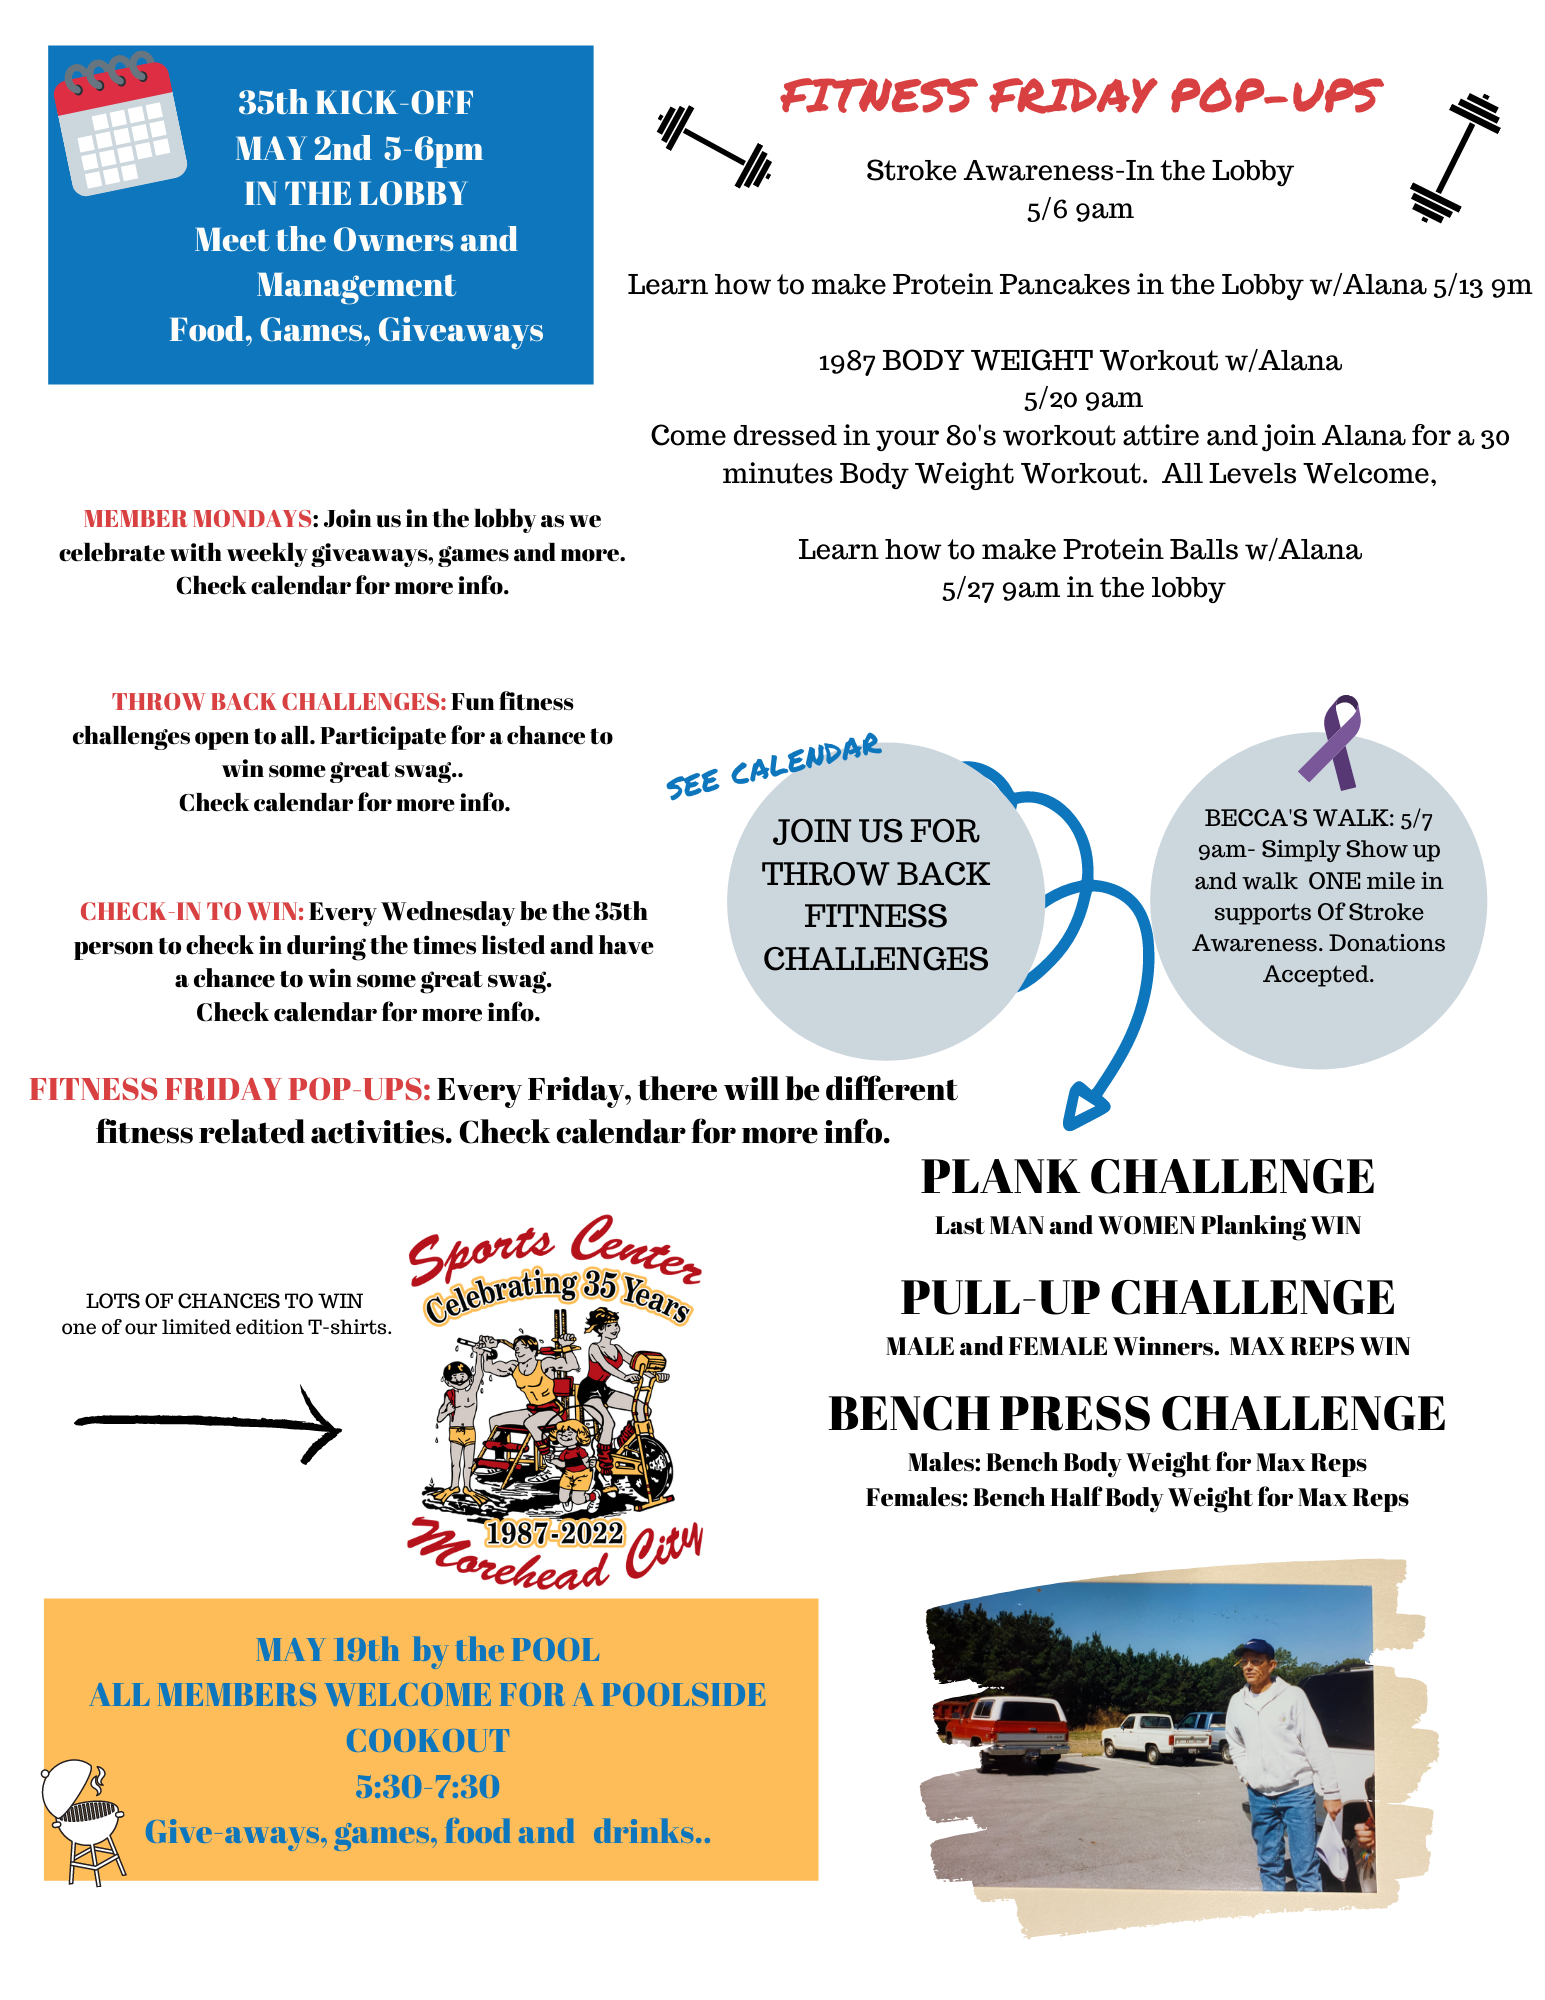 35th KICK-OFF
MAY 2nd 5-6pm
IN THE LOBBY
Meet the Owners and
Management
Food, Games, Giveaways
FITNESS FRIDAY POP-UPS
Stroke Awareness-In the Lobby
5/6 9am
Learn how to make Protein Pancakes in the Lobby w/Alana 5/13 9m
1987 BODY WEIGHT Workout w/Alana
5/20 9am
Come dressed in your 80's workout attire and join Alana for a 30
minutes Body Weight Workout. All Levels Welcome,
Learn how to make Protein Balls w/Alana
5/27 9am in the lobby
MEMBER MONDAYS: Join us in the lobby as we
celebrate with weekly giveaways, games and more.
Check calendar for more info.
THROW BACK CHALLENGES: Fun fitness
challenges open to all. Participate for a chance to
win some great swag..
Check calendar for more info.
CHECK-IN TO WIN: Every Wednesday be the 35th
person to check in during the times listed and have
a chance to win some great swag.
Check calendar for more info.
FITNESS FRIDAY POP-UPS: Every Friday, there will be different
fitness related activities. Check calendar for more info.
SEE CALENDAR
JOIN US FOR
THROW BACK
FITNESS
CHALLENGES
BECCA'S WALK: 5/7
9am- Simply Show up
and walk ONE mile in
supports Of Stroke
Awareness. Donations
Accepted.
PLANK CHALLENGE
Last MAN and WOMEN Planking WIN
PULL-UP CHALLENGE
MALE and FEMALE Winners. MAX REPS WIN
BENCH PRESS CHALLENGE
Males: Bench Body Weight for Max Reps
Females: Bench Half Body Weight for Max Reps
LOTS OF CHANCES TO WIN
one of our limited edition T-shirts.
Sports Center
Celebrating 35 Years
1987-2022
Morehead City
MAY 19th by the POOL
ALL MEMBERS WELCOME FOR A POOLSIDE
COOKOUT
5:30-7:30
Give-aways, games, food and drinks..